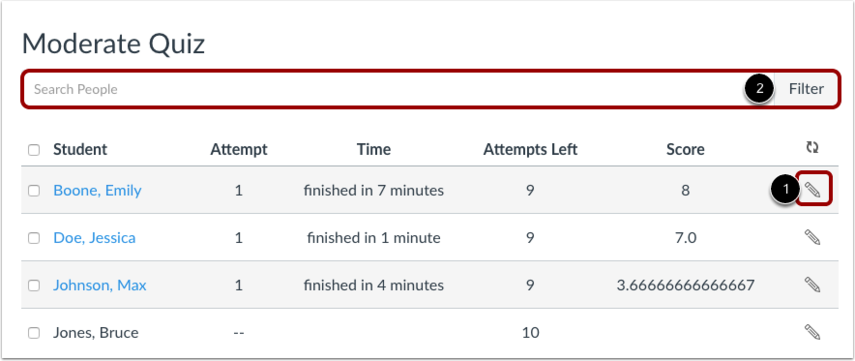 Moderate Quiz
Search People 2 Filter
Student Attempt Time Attempts Left Score
Boone, Emily 1 finished in 7 minutes 9 8 1
Doe, Jessica 1 finished in 1 minute 9 7.0
Johnson, Max 1 finished in 4 minutes 9 3.66666666666667
Jones, Bruce -- 10